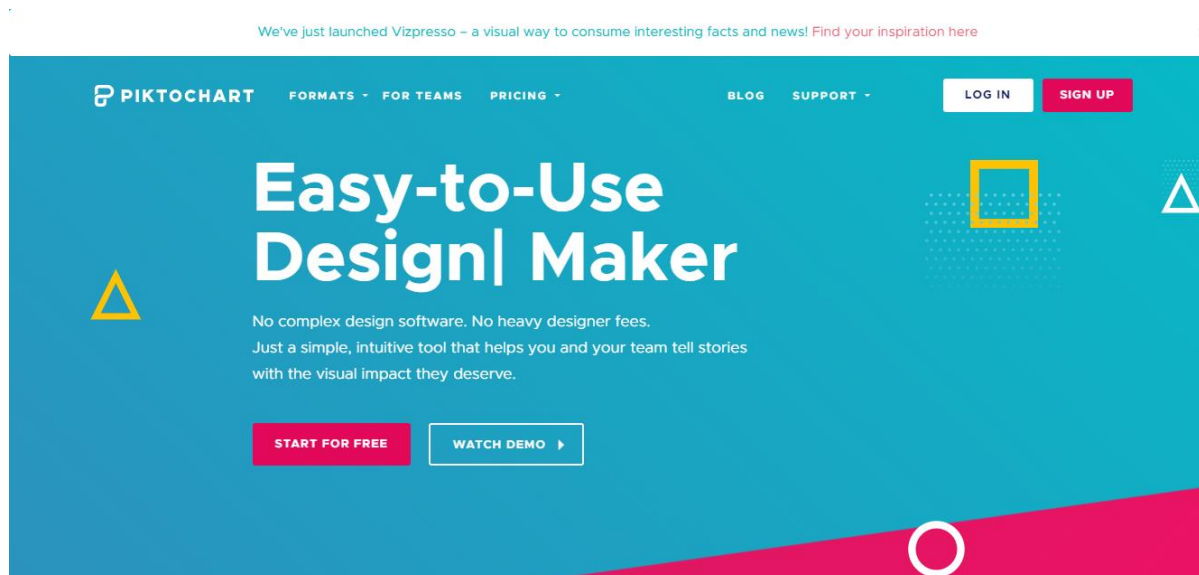 We've just launched Vizpresso – a visual way to consume interesting facts and news! Find your inspiration here
PIKTOCHART FORMATS FOR TEAMS PRICING BLOG SUPPORT LOG IN SIGN UP
Easy-to-Use
Design| Maker
No complex design software. No heavy designer fees.
Just a simple, intuitive tool that helps you and your team tell stories
with the visual impact they deserve.
START FOR FREE WATCH DEMO